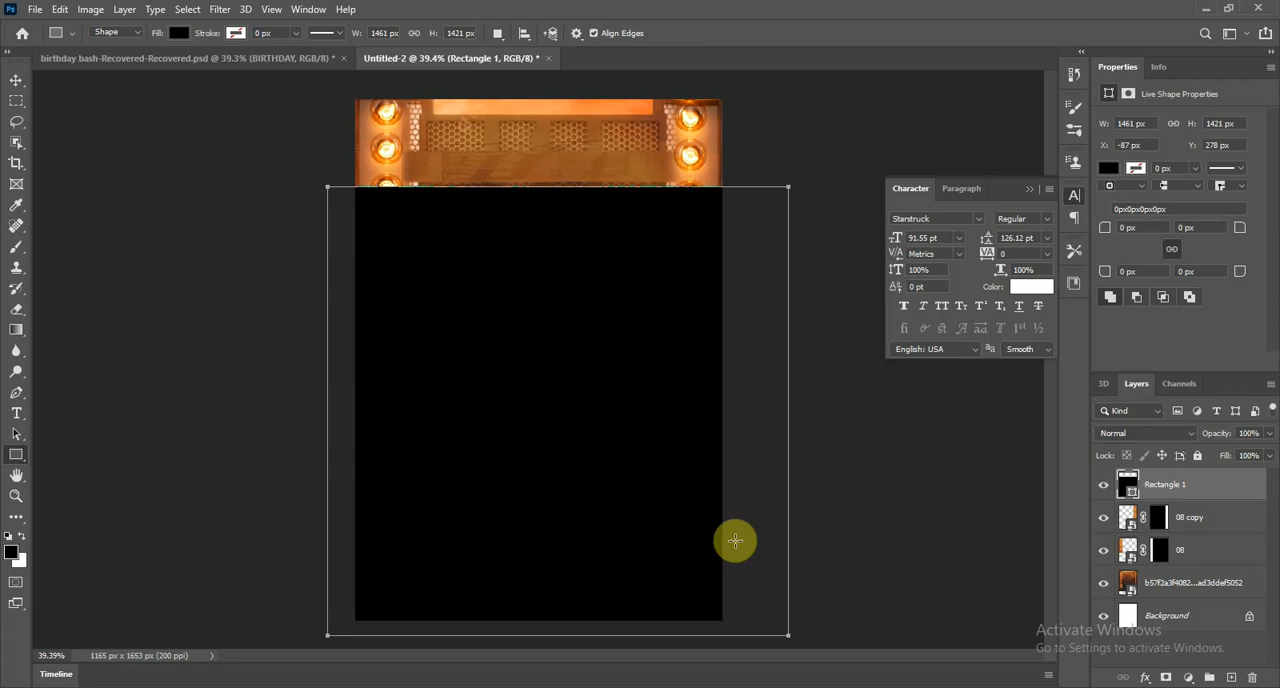 Ps File Edit Image Layer Type Select Filter 3D View Window Help
Shape Fill: Stroke: 0 px W: 1461 px H: 1421 px Align Edges
birthday bash-Recovered-Recovered.psd @ 39.3% (BIRTHDAY, RGB/8) * × Untitled-2 @ 39.4% (Rectangle 1, RGB/8) * ×
Properties Info
Live Shape Properties
W: 1461 px H: 1421 px
X: -87 px Y: 278 px
0 px
0px0px0px0px
0 px 0 px
0 px 0 px
Character Paragraph
Starstruck Regular
91.55 pt 126.12 pt
Metrics 0
100% 100%
0 pt Color:
English: USA Smooth
3D Layers Channels
Kind
Normal Opacity: 100%
Lock: Fill: 100%
Rectangle 1
08 copy
08
b57f2a3f4082...ad3ddef5052
Background
Activate Windows
Go to Settings to activate Windows.
39.39% 1165 px x 1653 px (200 ppi)
Timeline